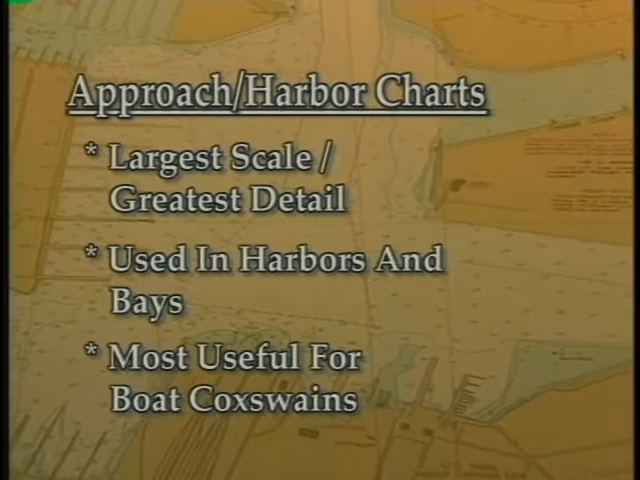 Approach/Harbor Charts
* Largest Scale /
Greatest Detail
* Used In Harbors And
Bays
* Most Useful For
Boat Coxswains